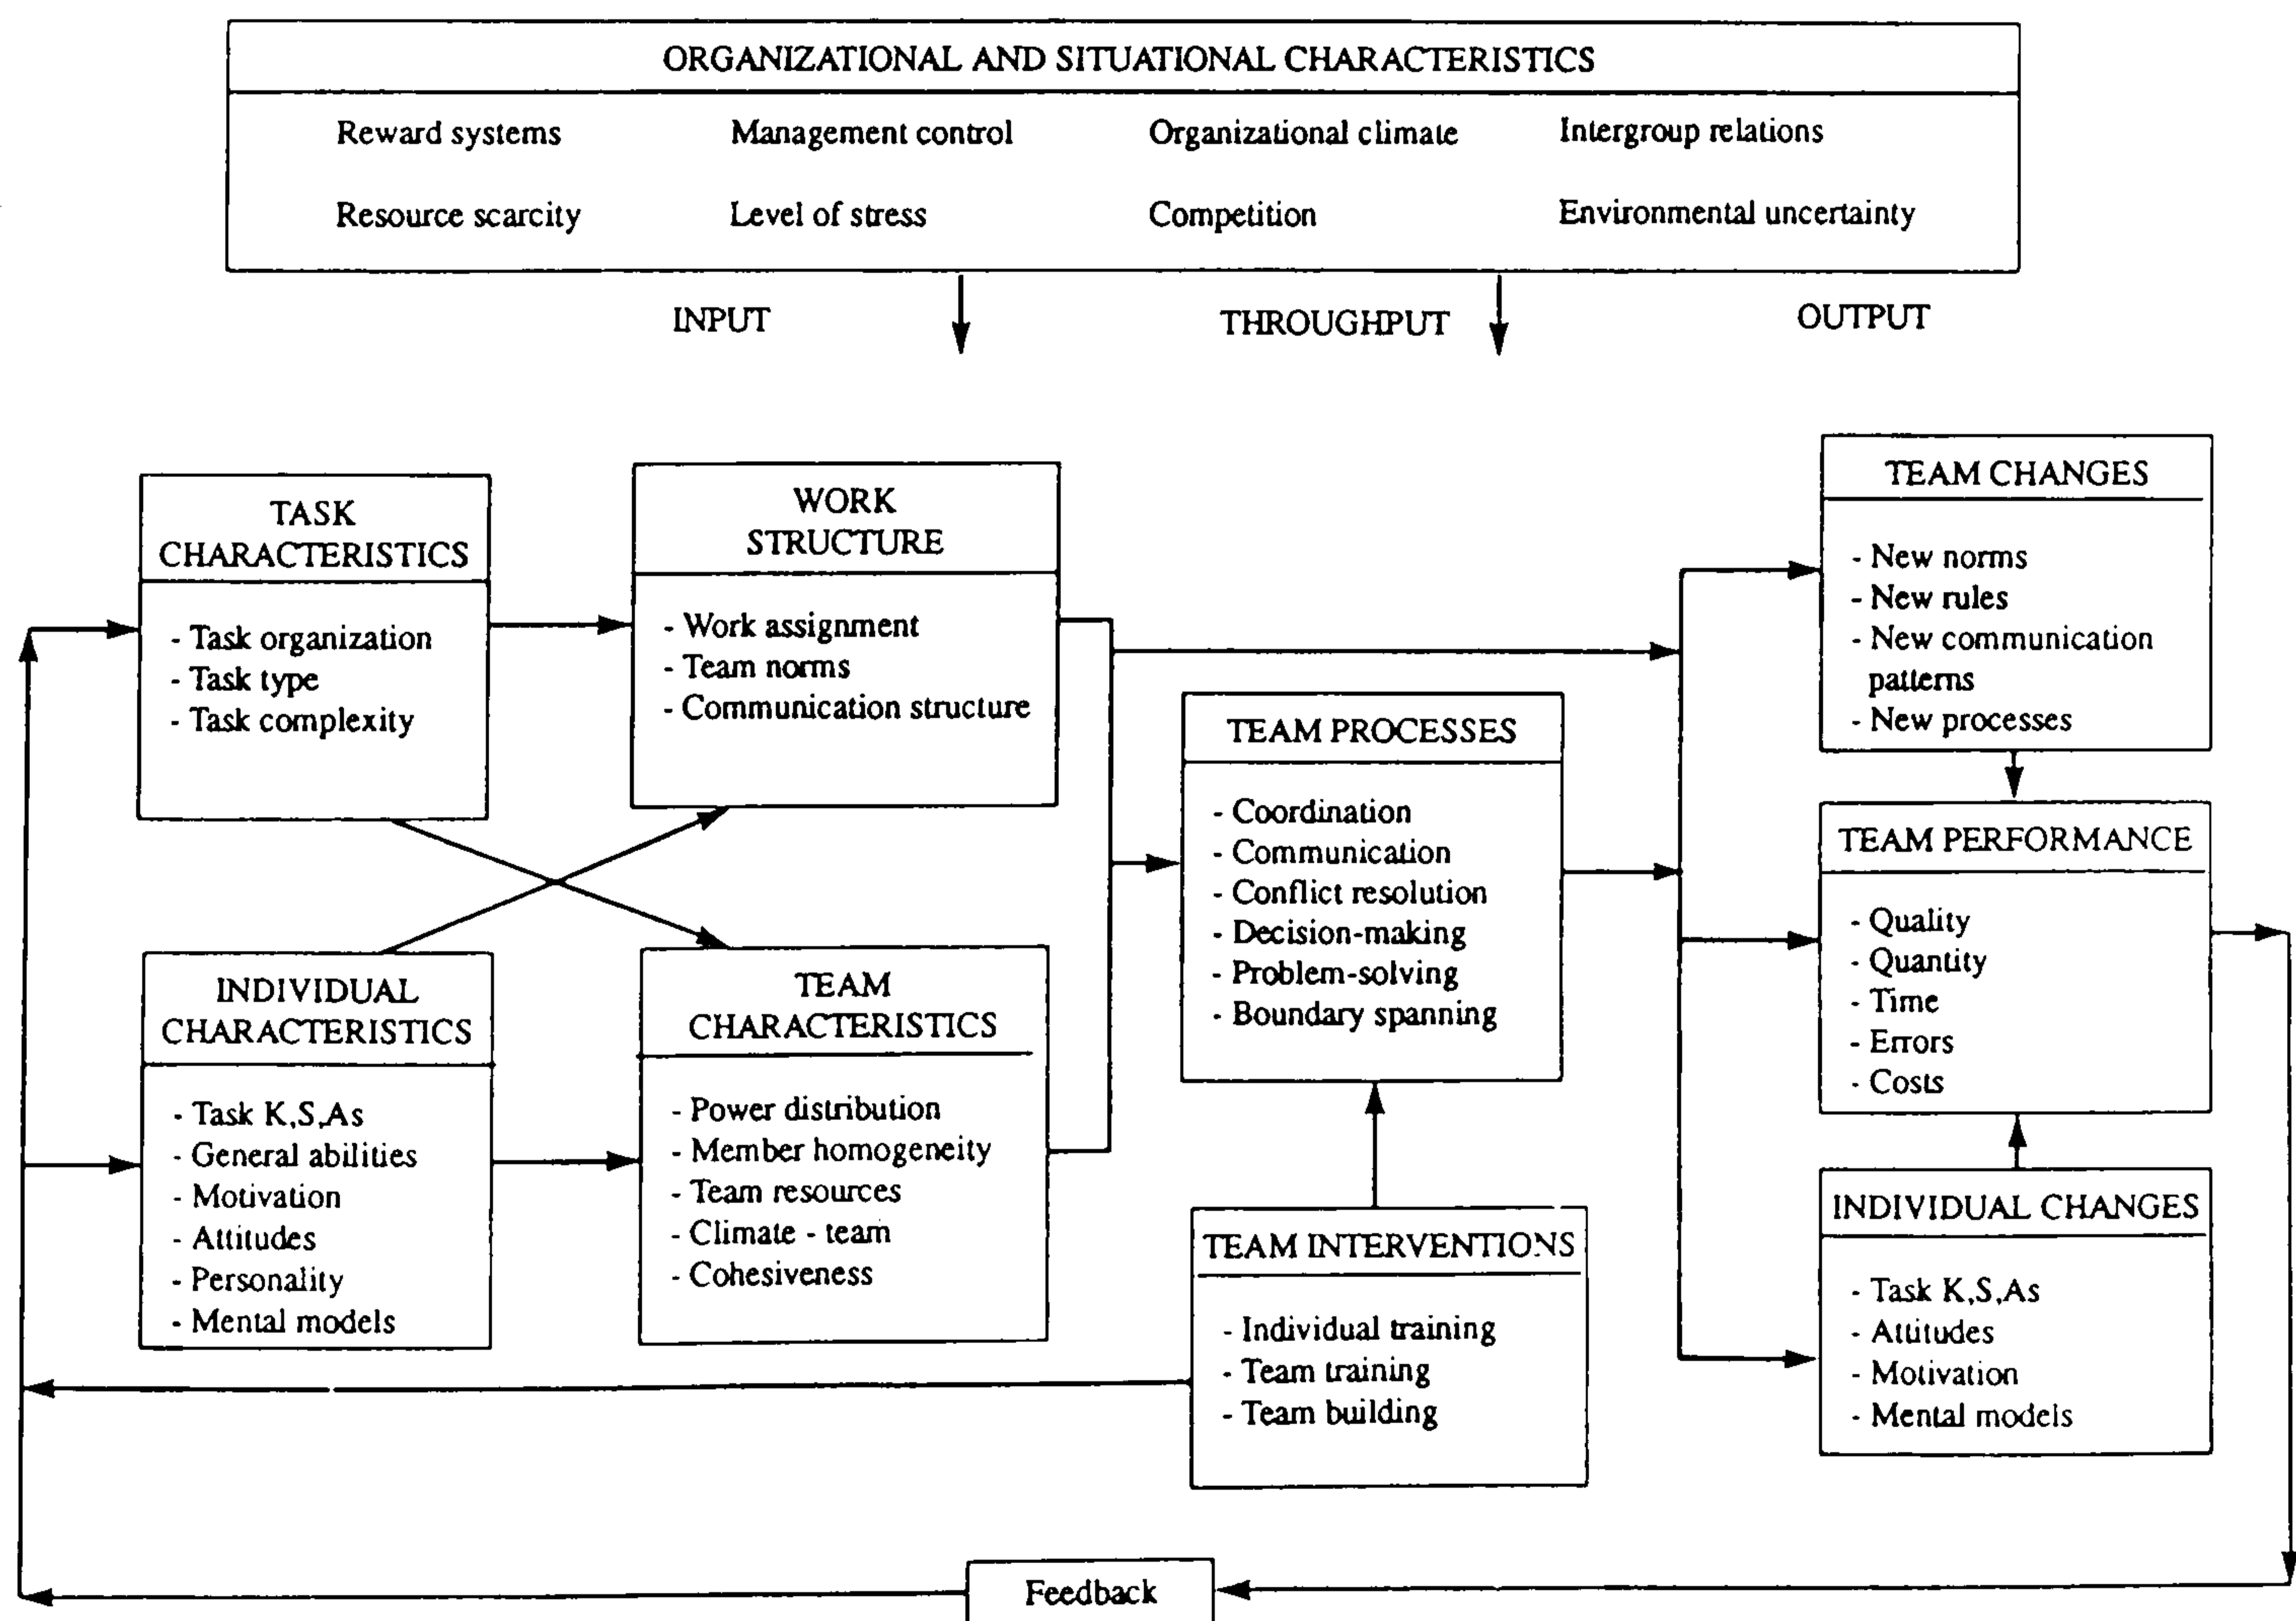 ORGANIZATIONAL AND SITUATIONAL CHARACTERISTICS
Reward systems Management control Organizational climate Intergroup relations
Resource scarcity Level of stress Competition Environmental uncertainty
INPUT THROUGHPUT OUTPUT
TASK
CHARACTERISTICS
- Task organization
- Task type
- Task complexity
WORK
STRUCTURE
- Work assignment
- Team norms
- Communication structure
INDIVIDUAL
CHARACTERISTICS
- Task K,S,As
- General abilities
- Motivation
- Attitudes
- Personality
- Mental models
TEAM
CHARACTERISTICS
- Power distribution
- Member homogeneity
- Team resources
- Climate - team
- Cohesiveness
TEAM PROCESSES
- Coordination
- Communication
- Conflict resolution
- Decision-making
- Problem-solving
- Boundary spanning
TEAM INTERVENTIONS
- Individual training
- Team training
- Team building
TEAM CHANGES
- New norms
- New rules
- New communication
patterns
- New processes
TEAM PERFORMANCE
- Quality
- Quantity
- Time
- Errors
- Costs
INDIVIDUAL CHANGES
- Task K,S,As
- Attitudes
- Motivation
- Mental models
Feedback